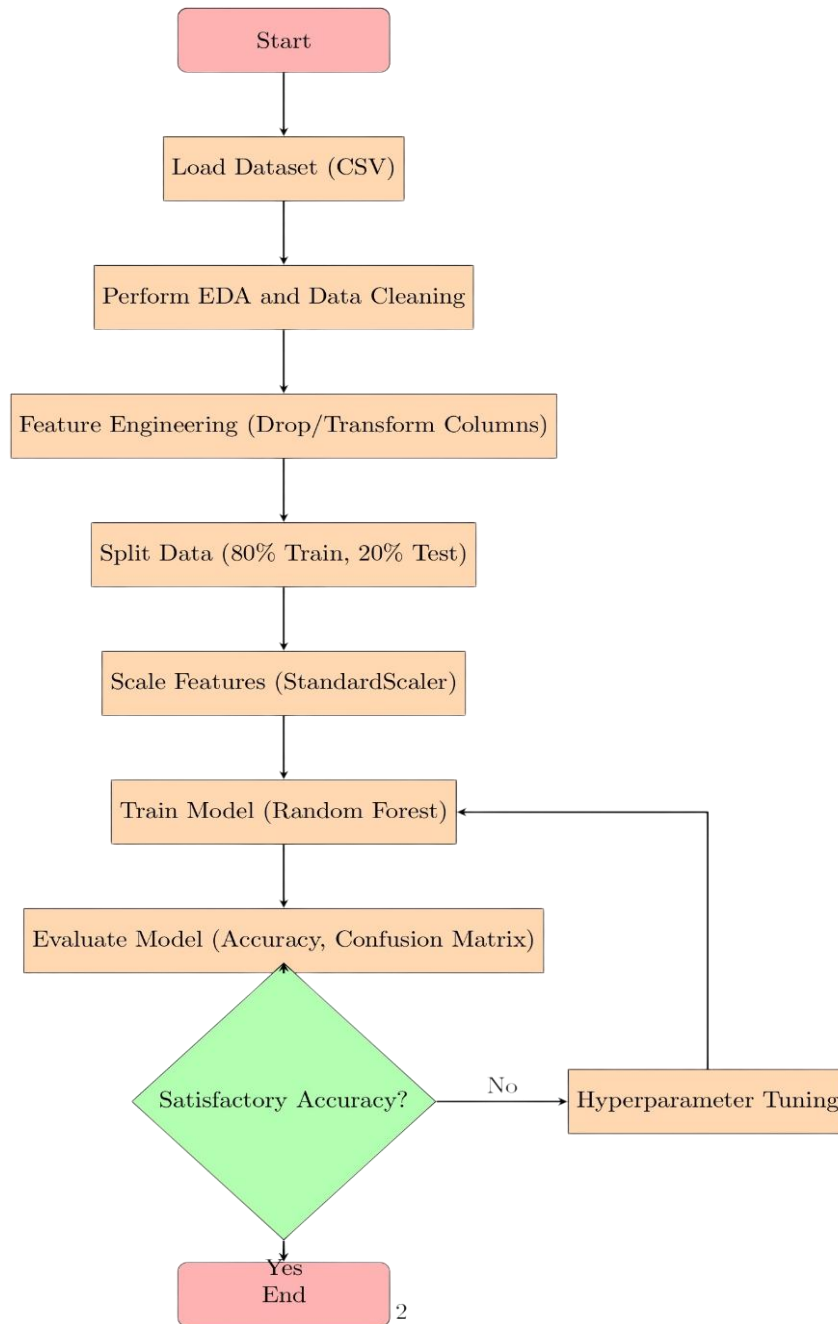 Start
Load Dataset (CSV)
Perform EDA and Data Cleaning
Feature Engineering (Drop/Transform Columns)
Split Data (80% Train, 20% Test)
Scale Features (StandardScaler)
Train Model (Random Forest)
Evaluate Model (Accuracy, Confusion Matrix)
Satisfactory Accuracy?
No
Hyperparameter Tuning
Yes
End
2